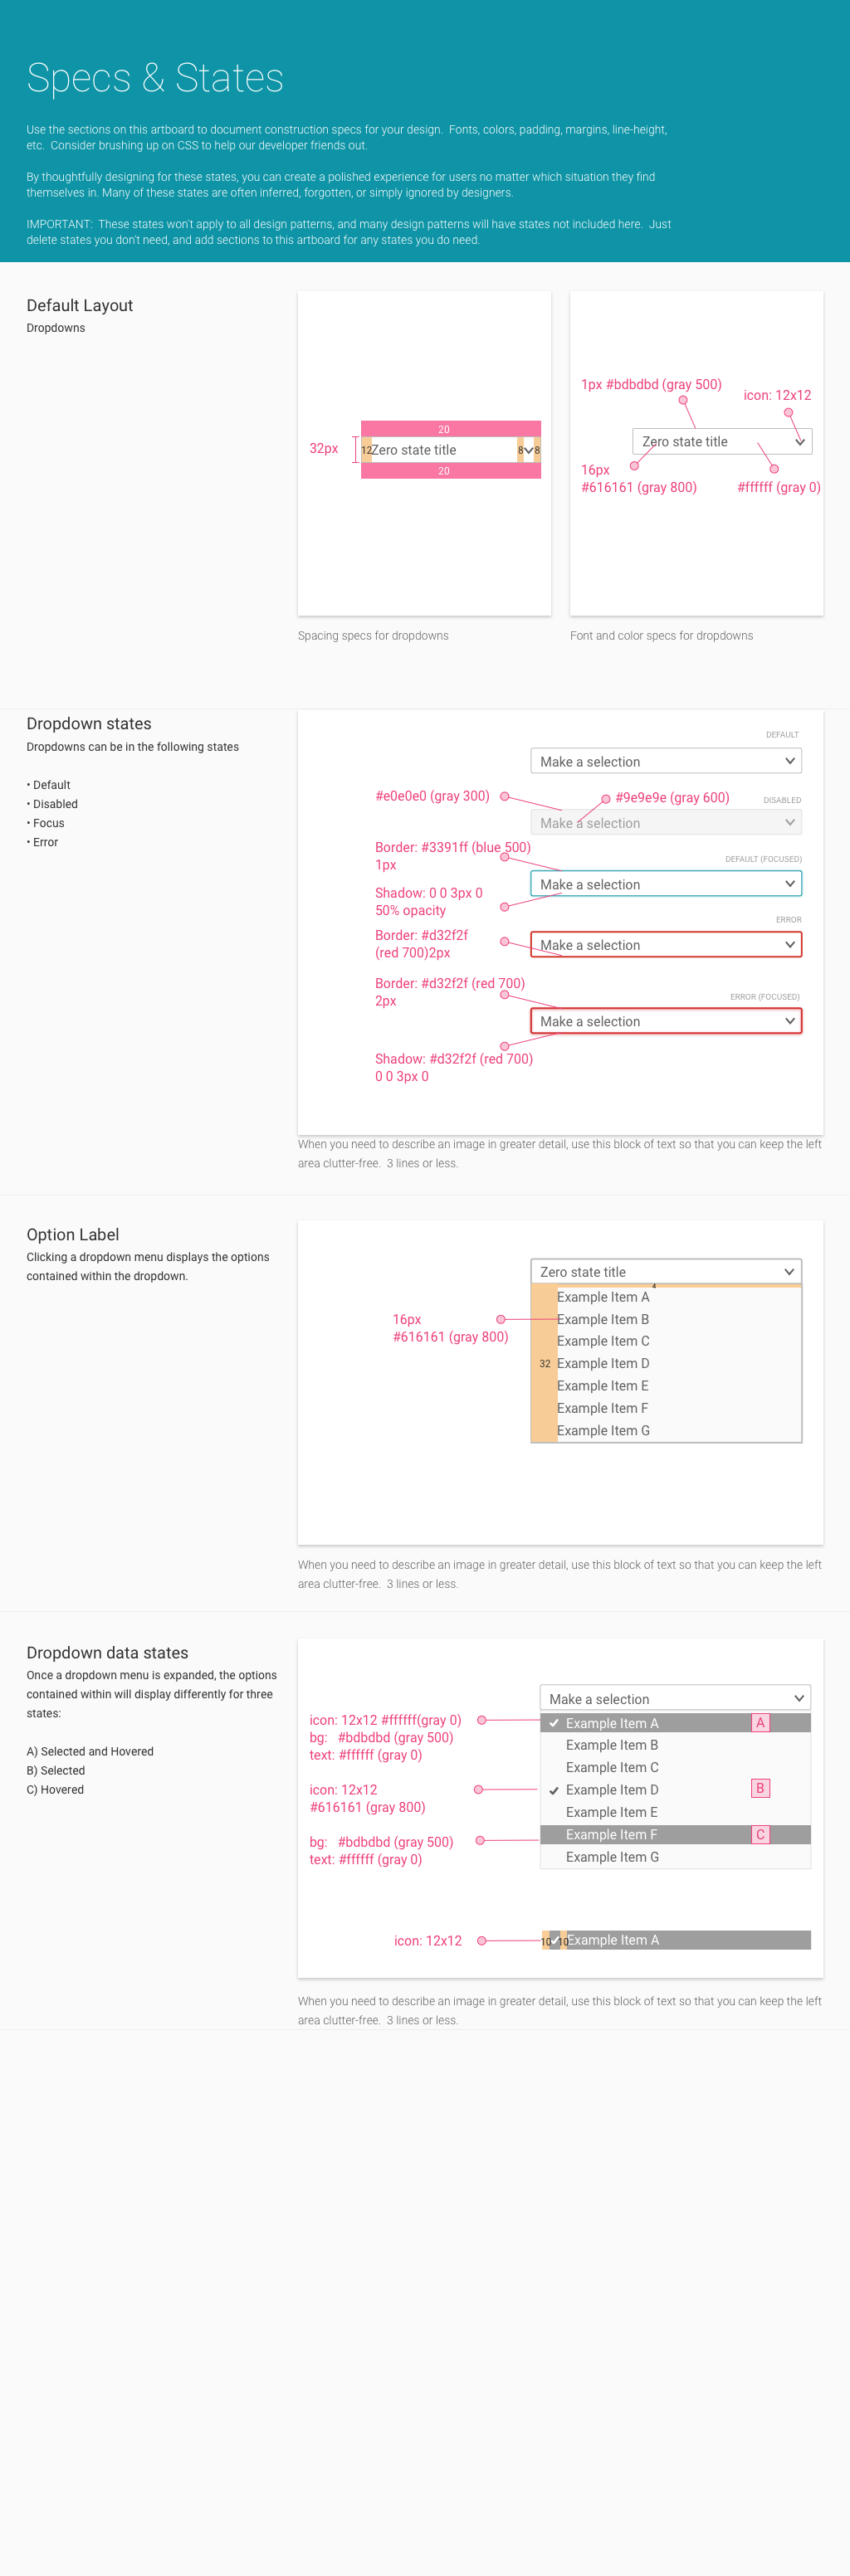 Specs & States
Use the sections on this artboard to document construction specs for your design.  Fonts, colors, padding, margins, line-height,
etc.  Consider brushing up on CSS to help our developer friends out.
By thoughtfully designing for these states, you can create a polished experience for users no matter which situation they find
themselves in. Many of these states are often inferred, forgotten, or simply ignored by designers.
IMPORTANT:  These states won't apply to all design patterns, and many design patterns will have states not included here.  Just
delete states you don't need, and add sections to this artboard for any states you do need.
Default Layout
Dropdowns
20
32px
12
Zero state title
8
8
20
Spacing specs for dropdowns
1px #bdbdbd (gray 500)
icon: 12x12
Zero state title
16px
#616161 (gray 800)
#ffffff (gray 0)
Font and color specs for dropdowns
Dropdown states
Dropdowns can be in the following states
• Default
• Disabled
• Focus
• Error
DEFAULT
Make a selection
#e0e0e0 (gray 300)
#9e9e9e (gray 600)
DISABLED
Make a selection
Border: #3391ff (blue 500)
1px
DEFAULT (FOCUSED)
Make a selection
Shadow: 0 0 3px 0
50% opacity
ERROR
Border: #d32f2f
(red 700)2px
Make a selection
Border: #d32f2f (red 700)
2px
ERROR (FOCUSED)
Make a selection
Shadow: #d32f2f (red 700)
0 0 3px 0
When you need to describe an image in greater detail, use this block of text so that you can keep the left
area clutter-free.  3 lines or less.
Option Label
Clicking a dropdown menu displays the options
contained within the dropdown.
Zero state title
4
Example Item A
16px
#616161 (gray 800)
Example Item B
Example Item C
32
Example Item D
Example Item E
Example Item F
Example Item G
When you need to describe an image in greater detail, use this block of text so that you can keep the left
area clutter-free.  3 lines or less.
Dropdown data states
Once a dropdown menu is expanded, the options
contained within will display differently for three
states:
A) Selected and Hovered
B) Selected
C) Hovered
Make a selection
icon: 12x12 #ffffff(gray 0)
bg:   #bdbdbd (gray 500)
text: #ffffff (gray 0)
Example Item A
A
Example Item B
Example Item C
icon: 12x12
#616161 (gray 800)
Example Item D
B
Example Item E
bg:   #bdbdbd (gray 500)
text: #ffffff (gray 0)
Example Item F
C
Example Item G
icon: 12x12
10
10
Example Item A
When you need to describe an image in greater detail, use this block of text so that you can keep the left
area clutter-free.  3 lines or less.